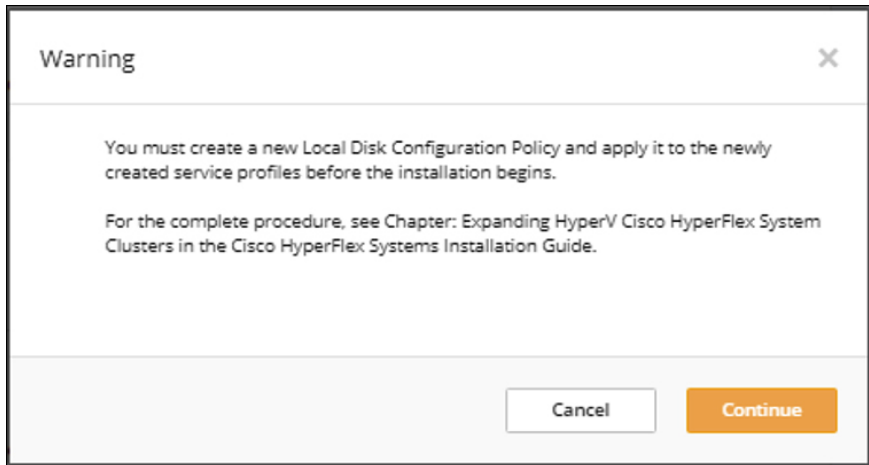 Warning
You must create a new Local Disk Configuration Policy and apply it to the newly
created service profiles before the installation begins.
For the complete procedure, see Chapter: Expanding HyperV Cisco HyperFlex System
Clusters in the Cisco HyperFlex Systems Installation Guide.
Cancel
Continue